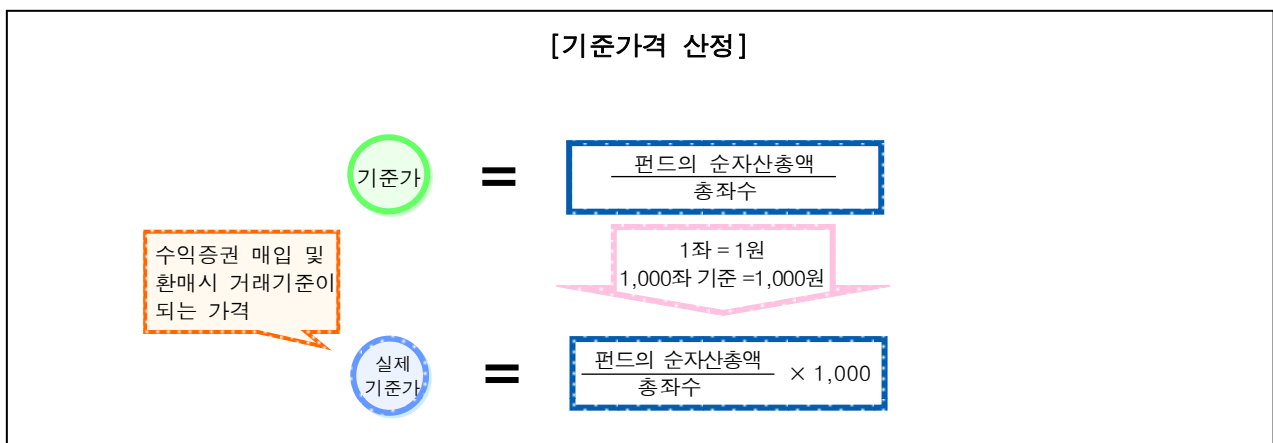 [기준가격 산정]
기준가
=
펀드의 순자산총액
총좌수
수익증권 매입 및
환매시 거래기준이
되는 가격
1좌 = 1원
1,000좌 기준 =1,000원
실제
기준가
=
펀드의 순자산총액
총좌수
× 1,000